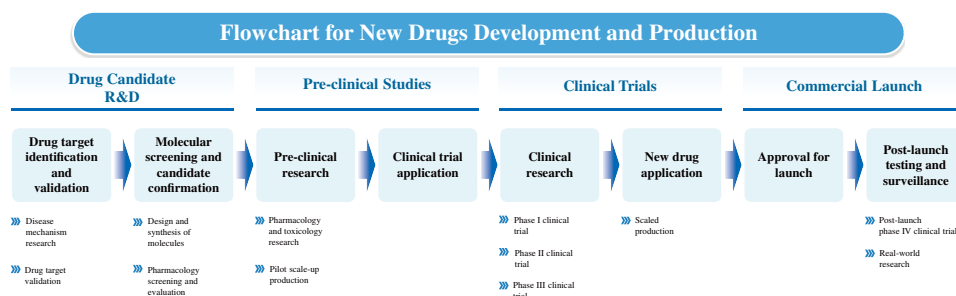 Flowchart for New Drugs Development and Production
Drug Candidate
R&D
Pre-clinical Studies
Clinical Trials
Commercial Launch
Drug target
identification
and
validation
Molecular
screening and
candidate
confirmation
Pre-clinical
research
Clinical trial
application
Clinical
research
New drug
application
Approval for
launch
Post-launch
testing and
surveillance
Disease
mechanism
research
Drug target
validation
Design and
synthesis of
molecules
Pharmacology
screening and
evaluation
Pharmacology
and toxicology
research
Pilot scale-up
production
Phase I clinical
trial
Phase II clinical
trial
Phase III clinical
trial
Scaled
production
Post-launch
phase IV clinical trial
Real-world
research